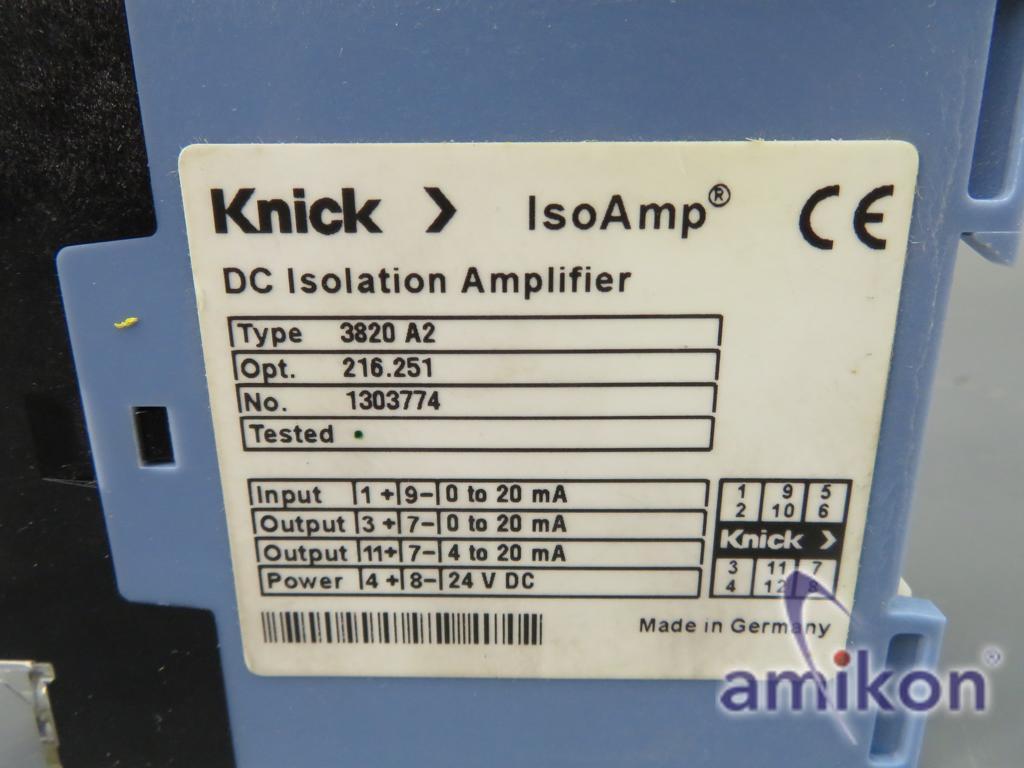 Knick > IsoAmp® CE
DC Isolation Amplifier
Type 3820 A2
Opt. 216.251
No. 1303774
Tested
Input 1 + 9 - 0 to 20 mA
Output 3 + 7 - 0 to 20 mA
Output 11 + 7 - 4 to 20 mA
Power 4 + 8 - 24 V DC
1 9 5
2 10 6
Knick >
3 11 7
4 12 8
Made in Germany
amikon®